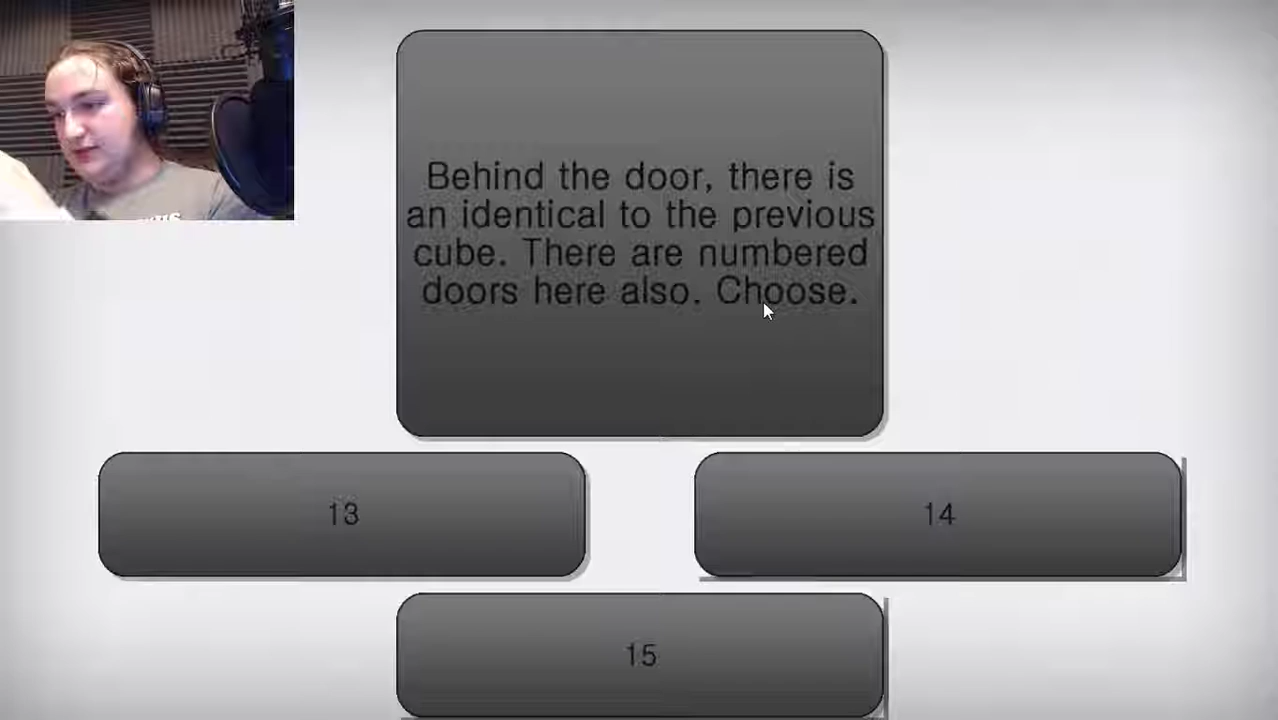 Behind the door, there is
an identical to the previous
cube. There are numbered
doors here also. Choose.
13
14
15